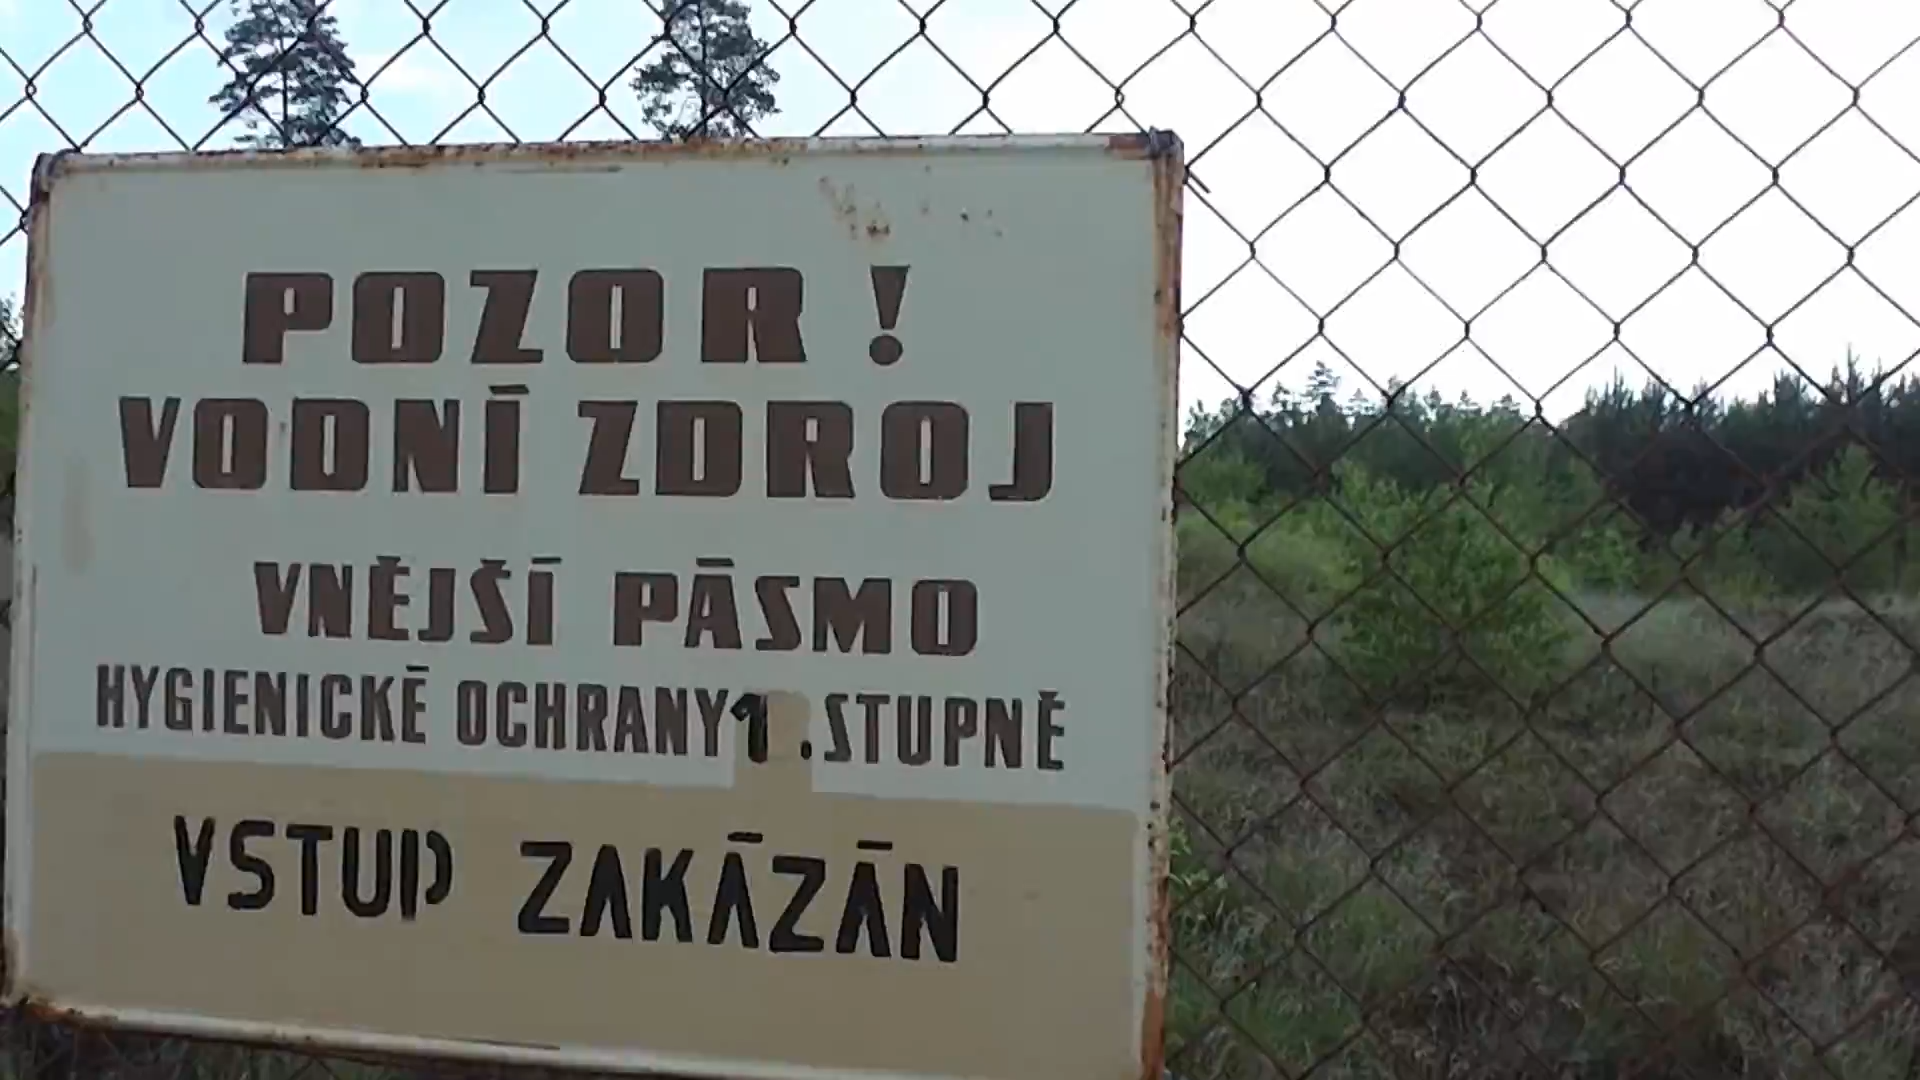 POZOR!
VODNÍ ZDROJ
VNĚJŠÍ PÁSMO
HYGIENICKÉ OCHRANY 1. STUPNĚ
VSTUP ZAKÁZÁN